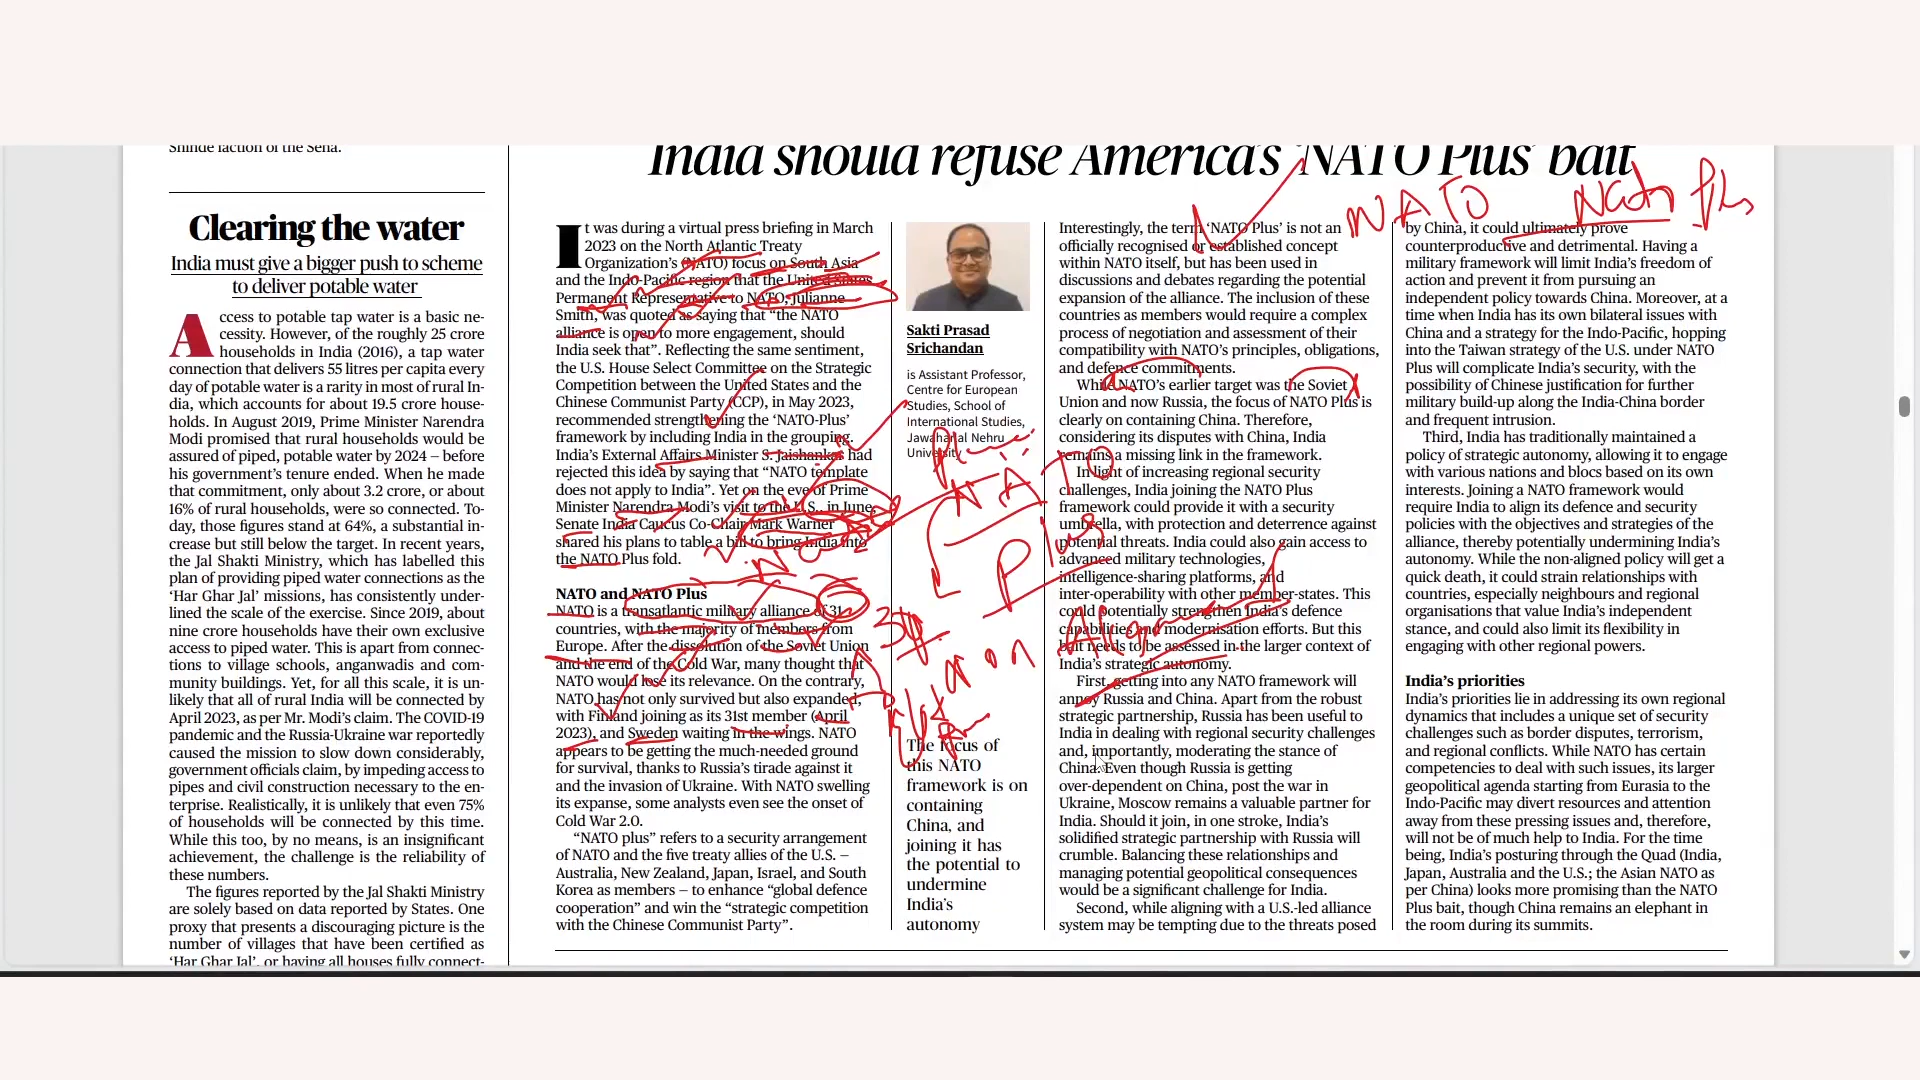 Shinde faction of the Sena.
Clearing the water
India must give a bigger push to scheme
to deliver potable water
Access to potable tap water is a basic ne-
cessity. However, of the roughly 25 crore
households in India (2016), a tap water
connection that delivers 55 litres per capita every
day of potable water is a rarity in most of rural In-
dia, which accounts for about 19.5 crore house-
holds. In August 2019, Prime Minister Narendra
Modi promised that rural households would be
assured of piped, potable water by 2024 – before
his government's tenure ended. When he made
that commitment, only about 3.2 crore, or about
16% of rural households, were so connected. To-
day, those figures stand at 64%, a substantial in-
crease but still below the target. In recent years,
the Jal Shakti Ministry, which has labelled this
plan of providing piped water connections as the
'Har Ghar Jal' missions, has consistently under-
lined the scale of the exercise. Since 2019, about
nine crore households have their own exclusive
access to piped water. This is apart from connec-
tions to village schools, anganwadis and com-
munity buildings. Yet, for all this scale, it is un-
likely that all of rural India will be connected by
April 2023, as per Mr. Modi's claim. The COVID-19
pandemic and the Russia-Ukraine war reportedly
caused the mission to slow down considerably,
government officials claim, by impeding access to
pipes and civil construction necessary to the en-
terprise. Realistically, it is unlikely that even 75%
of households will be connected by this time.
While this too, by no means, is an insignificant
achievement, the challenge is the reliability of
these numbers.
The figures reported by the Jal Shakti Ministry
are solely based on data reported by States. One
proxy that presents a discouraging picture is the
number of villages that have been certified as
'Har Ghar Jal', or having all houses fully connect-
India should refuse America's 'NATO Plus' bait
It was during a virtual press briefing in March
2023 on the North Atlantic Treaty
Organization's (NATO) focus on South Asia
and the Indo-Pacific region that the United States
Permanent Representative to NATO, Julianne
Smith, was quoted as saying that "the NATO
alliance is open to more engagement, should
India seek that". Reflecting the same sentiment,
the U.S. House Select Committee on the Strategic
Competition between the United States and the
Chinese Communist Party (CCP), in May 2023,
recommended strengthening the 'NATO-Plus'
framework by including India in the grouping.
India's External Affairs Minister S. Jaishankar had
rejected this idea by saying that "NATO template
does not apply to India". Yet on the eve of Prime
Minister Narendra Modi's visit to the U.S., in June,
Senate India Caucus Co-Chair Mark Warner
shared his plans to table a bill to bring India into
the NATO Plus fold.
NATO and NATO Plus
NATO is a transatlantic military alliance of 31
countries, with the majority of members from
Europe. After the dissolution of the Soviet Union
and the end of the Cold War, many thought that
NATO would lose its relevance. On the contrary,
NATO has not only survived but also expanded,
with Finland joining as its 31st member (April
2023), and Sweden waiting in the wings. NATO
appears to be getting the much-needed ground
for survival, thanks to Russia's tirade against it
and the invasion of Ukraine. With NATO swelling
its expanse, some analysts even see the onset of
Cold War 2.0.
"NATO plus" refers to a security arrangement
of NATO and the five treaty allies of the U.S. –
Australia, New Zealand, Japan, Israel, and South
Korea as members – to enhance "global defence
cooperation" and win the "strategic competition
with the Chinese Communist Party".
Sakti Prasad
Srichandan
is Assistant Professor,
Centre for European
Studies, School of
International Studies,
Jawaharlal Nehru
University
NATO
Plus
31
non
Alignment
The focus of
this NATO
framework is on
containing
China, and
joining it has
the potential to
undermine
India's
autonomy
NATO Nato Plus
Interestingly, the term 'NATO Plus' is not an
officially recognised or established concept
within NATO itself, but has been used in
discussions and debates regarding the potential
expansion of the alliance. The inclusion of these
countries as members would require a complex
process of negotiation and assessment of their
compatibility with NATO's principles, obligations,
and defence commitments.
While NATO's earlier target was the Soviet
Union and now Russia, the focus of NATO Plus is
clearly on containing China. Therefore,
considering its disputes with China, India
remains a missing link in the framework.
In light of increasing regional security
challenges, India joining the NATO Plus
framework could provide it with a security
umbrella, with protection and deterrence against
potential threats. India could also gain access to
advanced military technologies,
intelligence-sharing platforms, and
inter-operability with other member-states. This
could potentially strengthen India's defence
capabilities and modernisation efforts. But this
bait needs to be assessed in the larger context of
India's strategic autonomy.
First, getting into any NATO framework will
annoy Russia and China. Apart from the robust
strategic partnership, Russia has been useful to
India in dealing with regional security challenges
and, importantly, moderating the stance of
China. Even though Russia is getting
over-dependent on China, post the war in
Ukraine, Moscow remains a valuable partner for
India. Should it join, in one stroke, India's
solidified strategic partnership with Russia will
crumble. Balancing these relationships and
managing potential geopolitical consequences
would be a significant challenge for India.
Second, while aligning with a U.S.-led alliance
system may be tempting due to the threats posed
by China, it could ultimately prove
counterproductive and detrimental. Having a
military framework will limit India's freedom of
action and prevent it from pursuing an
independent policy towards China. Moreover, at a
time when India has its own bilateral issues with
China and a strategy for the Indo-Pacific, hopping
into the Taiwan strategy of the U.S. under NATO
Plus will complicate India's security, with the
possibility of Chinese justification for further
military build-up along the India-China border
and frequent intrusion.
Third, India has traditionally maintained a
policy of strategic autonomy, allowing it to engage
with various nations and blocs based on its own
interests. Joining a NATO framework would
require India to align its defence and security
policies with the objectives and strategies of the
alliance, thereby potentially undermining India's
autonomy. While the non-aligned policy will get a
quick death, it could strain relationships with
countries, especially neighbours and regional
organisations that value India's independent
stance, and could also limit its flexibility in
engaging with other regional powers.
India's priorities
India's priorities lie in addressing its own regional
dynamics that includes a unique set of security
challenges such as border disputes, terrorism,
and regional conflicts. While NATO has certain
competencies to deal with such issues, its larger
geopolitical agenda starting from Eurasia to the
Indo-Pacific may divert resources and attention
away from these pressing issues and, therefore,
will not be of much help to India. For the time
being, India's posturing through the Quad (India,
Japan, Australia and the U.S.; the Asian NATO as
per China) looks more promising than the NATO
Plus bait, though China remains an elephant in
the room during its summits.